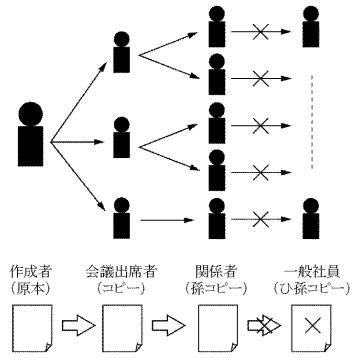 作成者
（原本）
会議出席者
（コピー）
関係者
（孫コピー）
一般社員
（ひ孫コピー）